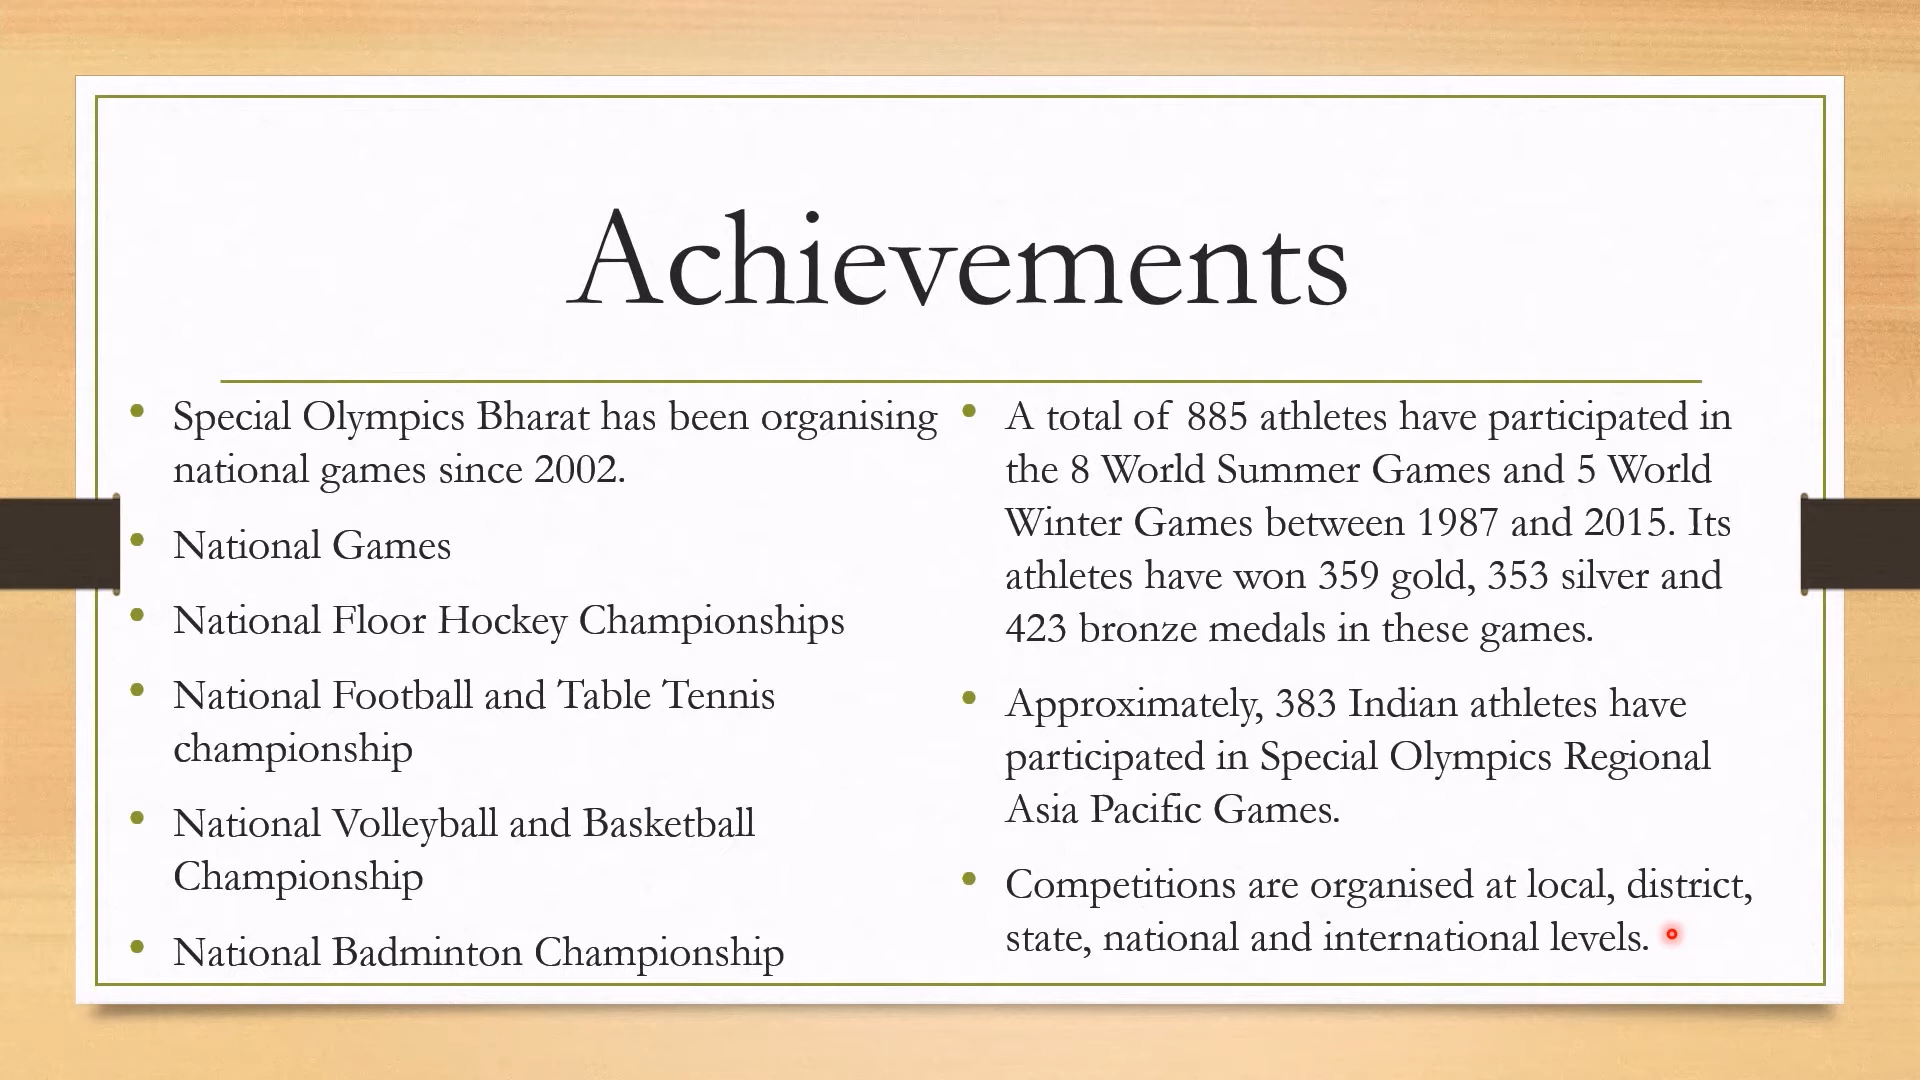 Achievements
• Special Olympics Bharat has been organising
national games since 2002.
• National Games
• National Floor Hockey Championships
• National Football and Table Tennis
championship
• National Volleyball and Basketball
Championship
• National Badminton Championship
• A total of 885 athletes have participated in
the 8 World Summer Games and 5 World
Winter Games between 1987 and 2015. Its
athletes have won 359 gold, 353 silver and
423 bronze medals in these games.
• Approximately, 383 Indian athletes have
participated in Special Olympics Regional
Asia Pacific Games.
• Competitions are organised at local, district,
state, national and international levels.